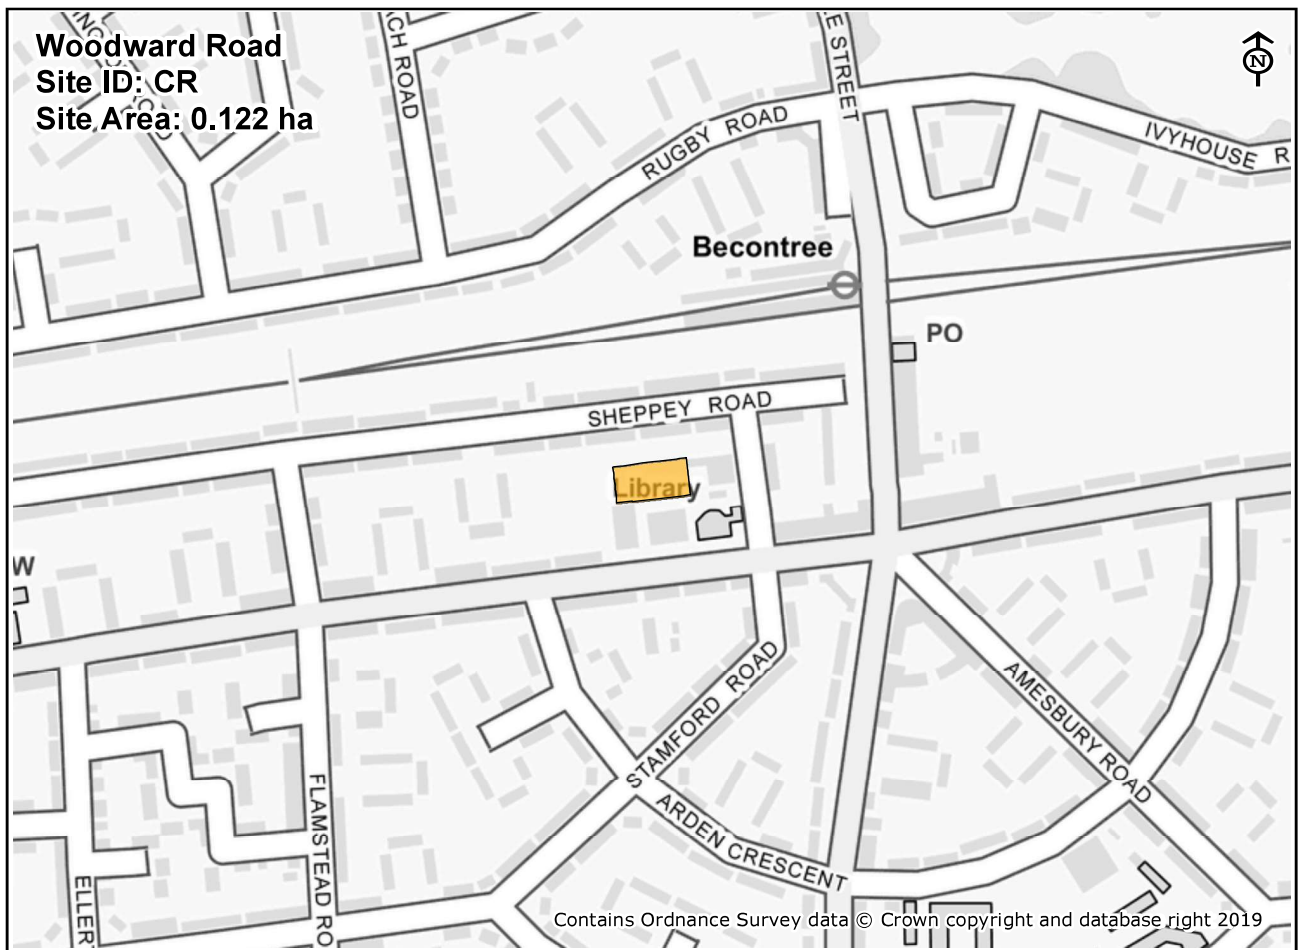 Woodward Road
Site ID: CR
Site Area: 0.122 ha
N
RUGBY ROAD
STREET
IVYHOUSE R
ROAD
Becontree
PO
SHEPPEY ROAD
Library
W
STAMFORD ROAD
AMESBURY ROAD
ARDEN CRESCENT
FLAMSTEAD RO
ELLER
Contains Ordnance Survey data © Crown copyright and database right 2019